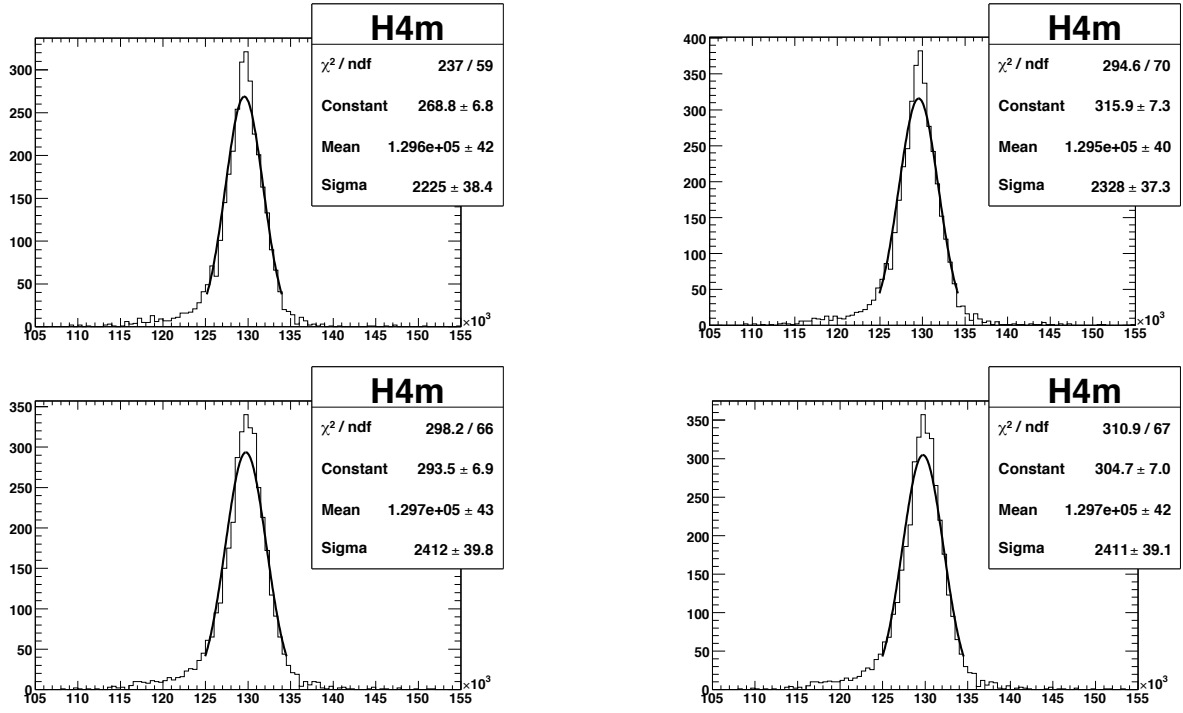 H4m
χ² / ndf 237 / 59
Constant 268.8 ± 6.8
Mean 1.296e+05 ± 42
Sigma 2225 ± 38.4
300
250
200
150
100
50
0
105 110 115 120 125 130 135 140 145 150 155
×10³
H4m
χ² / ndf 294.6 / 70
Constant 315.9 ± 7.3
Mean 1.295e+05 ± 40
Sigma 2328 ± 37.3
400
350
300
250
200
150
100
50
0
105 110 115 120 125 130 135 140 145 150 155
×10³
H4m
χ² / ndf 298.2 / 66
Constant 293.5 ± 6.9
Mean 1.297e+05 ± 43
Sigma 2412 ± 39.8
350
300
250
200
150
100
50
0
105 110 115 120 125 130 135 140 145 150 155
×10³
H4m
χ² / ndf 310.9 / 67
Constant 304.7 ± 7.0
Mean 1.297e+05 ± 42
Sigma 2411 ± 39.1
350
300
250
200
150
100
50
0
105 110 115 120 125 130 135 140 145 150 155
×10³